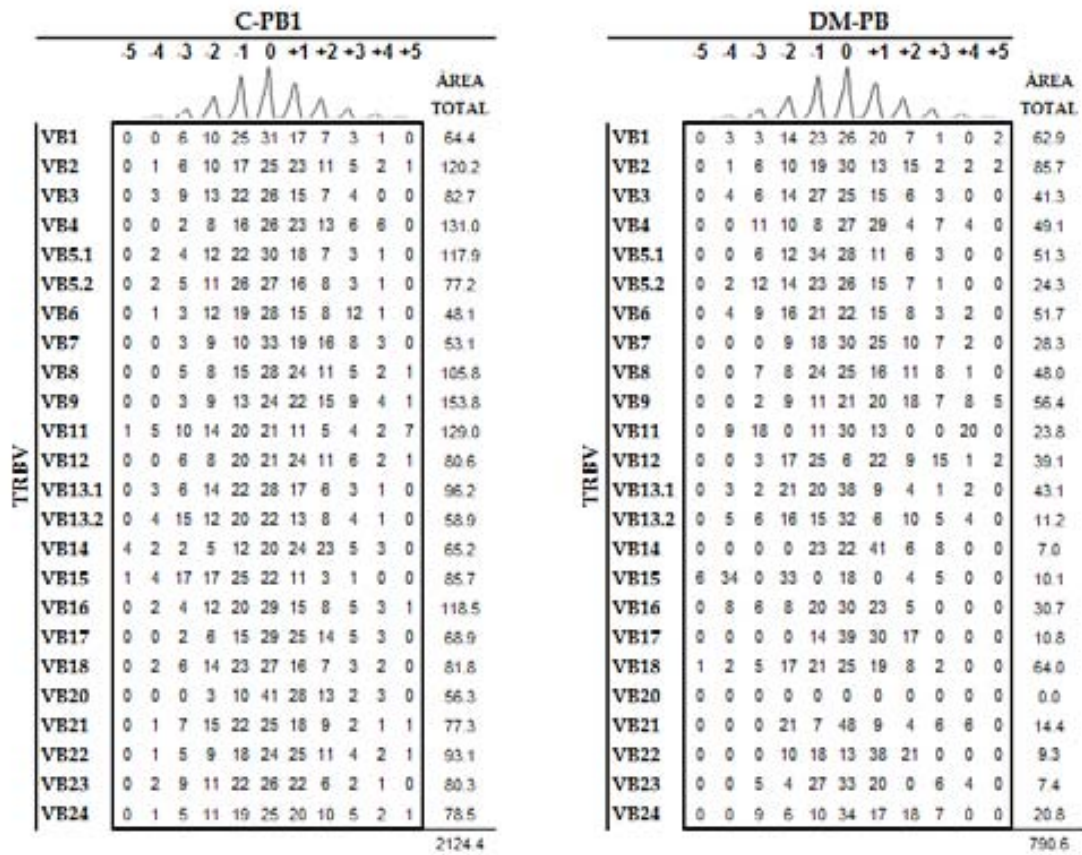 C-PB1
-5 -4 -3 -2 -1 0 +1 +2 +3 +4 +5
ÀREA
TOTAL
TRBV
VB1 0 0 6 10 25 31 17 7 3 1 0 64.4
VB2 0 1 6 10 17 25 23 11 5 2 1 120.2
VB3 0 3 9 13 22 26 15 7 4 0 0 82.7
VB4 0 0 2 8 16 26 23 13 6 6 0 131.0
VB5.1 0 2 4 12 22 30 18 7 3 1 0 117.9
VB5.2 0 2 5 11 26 27 16 8 3 1 0 77.2
VB6 0 1 3 12 19 28 15 8 12 1 0 48.1
VB7 0 0 3 9 10 33 19 16 8 3 0 53.1
VB8 0 0 5 8 15 28 24 11 5 2 1 105.8
VB9 0 0 3 9 13 24 22 15 9 4 1 153.8
VB11 1 5 10 14 20 21 11 5 4 2 7 129.0
VB12 0 0 6 8 20 21 24 11 6 2 1 80.6
VB13.1 0 3 6 14 22 28 17 6 3 1 0 96.2
VB13.2 0 4 15 12 20 22 13 8 4 1 0 58.9
VB14 4 2 2 5 12 20 24 23 5 3 0 65.2
VB15 1 4 17 17 25 22 11 3 1 0 0 85.7
VB16 0 2 4 12 20 29 15 8 5 3 1 118.5
VB17 0 0 2 6 15 29 25 14 5 3 0 68.9
VB18 0 2 6 14 23 27 16 7 3 2 0 81.8
VB20 0 0 0 3 10 41 28 13 2 3 0 56.3
VB21 0 1 7 15 22 25 18 9 2 1 1 77.3
VB22 0 1 5 9 18 24 25 11 4 2 1 93.1
VB23 0 2 9 11 22 26 22 6 2 1 0 80.3
VB24 0 1 5 11 19 25 20 10 5 2 1 78.5
2124.4
DM-PB
-5 -4 -3 -2 -1 0 +1 +2 +3 +4 +5
ÀREA
TOTAL
TRBV
VB1 0 3 3 14 23 26 20 7 1 0 2 62.9
VB2 0 1 6 10 19 30 13 15 2 2 2 85.7
VB3 0 4 6 14 27 25 15 6 3 0 0 41.3
VB4 0 0 11 10 8 27 29 4 7 4 0 49.1
VB5.1 0 0 6 12 34 28 11 6 3 0 0 51.3
VB5.2 0 2 12 14 23 26 15 7 1 0 0 24.3
VB6 0 4 9 16 21 22 15 8 3 2 0 51.7
VB7 0 0 0 9 18 30 25 10 7 2 0 28.3
VB8 0 0 7 8 24 25 16 11 8 1 0 48.0
VB9 0 0 2 9 11 21 20 18 7 8 5 56.4
VB11 0 9 18 0 11 30 13 0 0 20 0 23.8
VB12 0 0 3 17 25 6 22 9 15 1 2 39.1
VB13.1 0 3 2 21 20 38 9 4 1 2 0 43.1
VB13.2 0 5 6 16 15 32 6 10 5 4 0 11.2
VB14 0 0 0 0 23 22 41 6 8 0 0 7.0
VB15 6 34 0 33 0 18 0 4 5 0 0 10.1
VB16 0 8 6 8 20 30 23 5 0 0 0 30.7
VB17 0 0 0 0 14 39 30 17 0 0 0 10.8
VB18 1 2 5 17 21 25 19 8 2 0 0 64.0
VB20 0 0 0 0 0 0 0 0 0 0 0 0.0
VB21 0 0 0 21 7 48 9 4 6 6 0 14.4
VB22 0 0 0 10 18 13 38 21 0 0 0 9.3
VB23 0 0 5 4 27 33 20 0 6 4 0 7.4
VB24 0 0 9 6 10 34 17 18 7 0 0 20.8
790.6